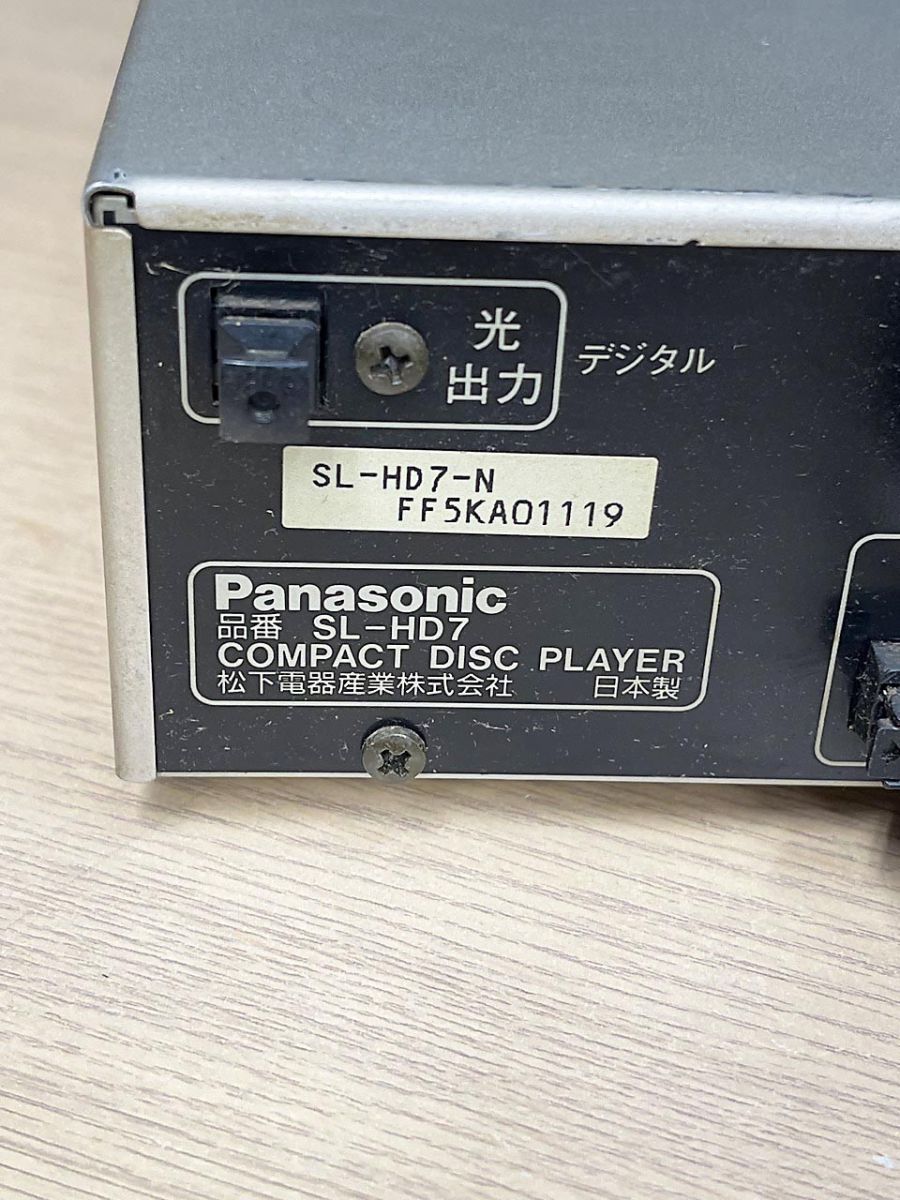 光
出力
デジタル
SL-HD7-N
FF5KA01119
Panasonic
品番 SL-HD7
COMPACT DISC PLAYER
松下電器産業株式会社 日本製